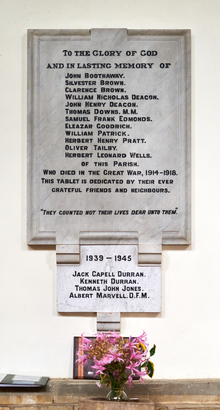 To the Glory of God
and in lasting memory of
John Boothaway.
Silvester Brown.
Clarence Brown.
William Nicholas Deacon.
John Henry Deacon.
Thomas Downs. M.M.
Samuel Frank Edmonds.
Eleazar Goodrich.
William Patrick.
Herbert Henry Pratt.
Oliver Tailby.
Herbert Leonard Wells.
of this Parish.
Who died in the Great War, 1914-1918.
This tablet is dedicated by their ever
grateful friends and neighbours.
"They counted not their lives dear unto them."
1939 – 1945
Jack Capell Durran.
Kenneth Durran.
Thomas John Jones.
Albert Marvell. D.F.M.